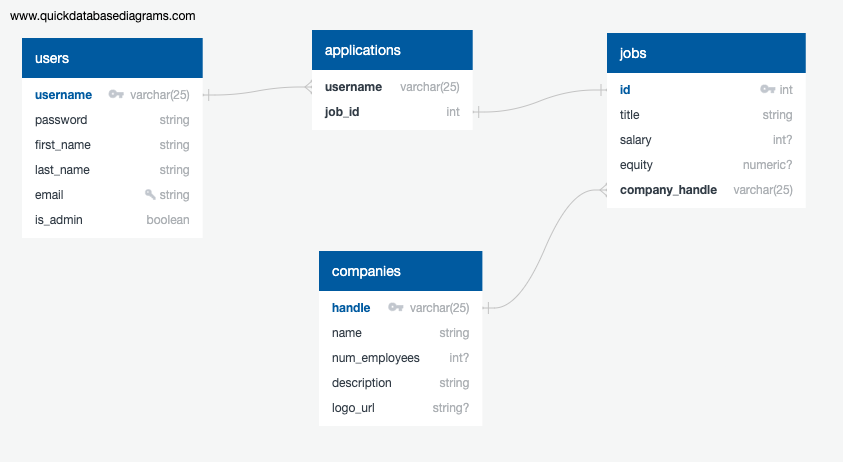 www.quickdatabasediagrams.com
users
username varchar(25)
password string
first_name string
last_name string
email string
is_admin boolean
applications
username varchar(25)
job_id int
jobs
id int
title string
salary int?
equity numeric?
company_handle varchar(25)
companies
handle varchar(25)
name string
num_employees int?
description string
logo_url string?